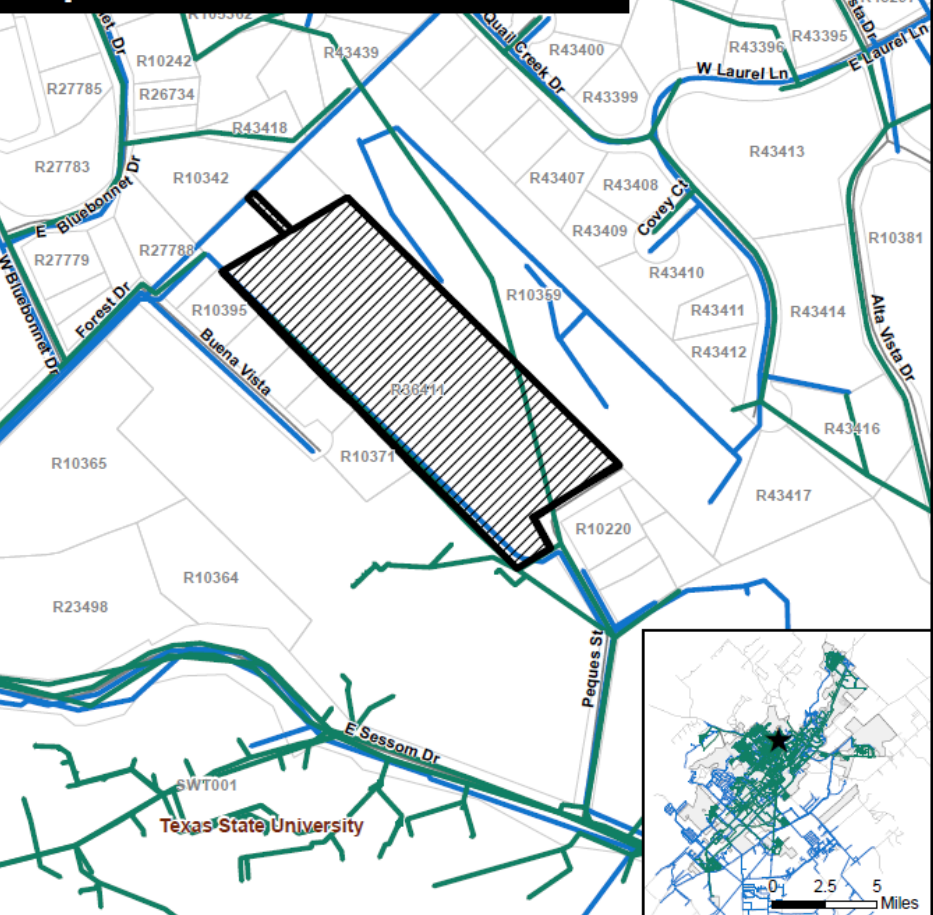 R43439
Quail Creek Dr
R43400
R43396
R43395
E Laurel Ln
W Laurel Ln
R10242
R27785
R26734
R43399
R43418
R43413
R27783
R10342
R43407
R43408
Covey Ct
E Bluebonnet Dr
R43409
R10381
R27788
R27779
W Bluebonnet Dr
R43410
R10359
Forest Dr
R10395
R43411
R43414
Alta Vista Dr
Buena Vista
R43412
R36411
R43416
R10371
R10365
R43417
R10220
R10364
R23498
Peques St
E Sessom Dr
SWT001
Texas State University
0 2.5 5
Miles